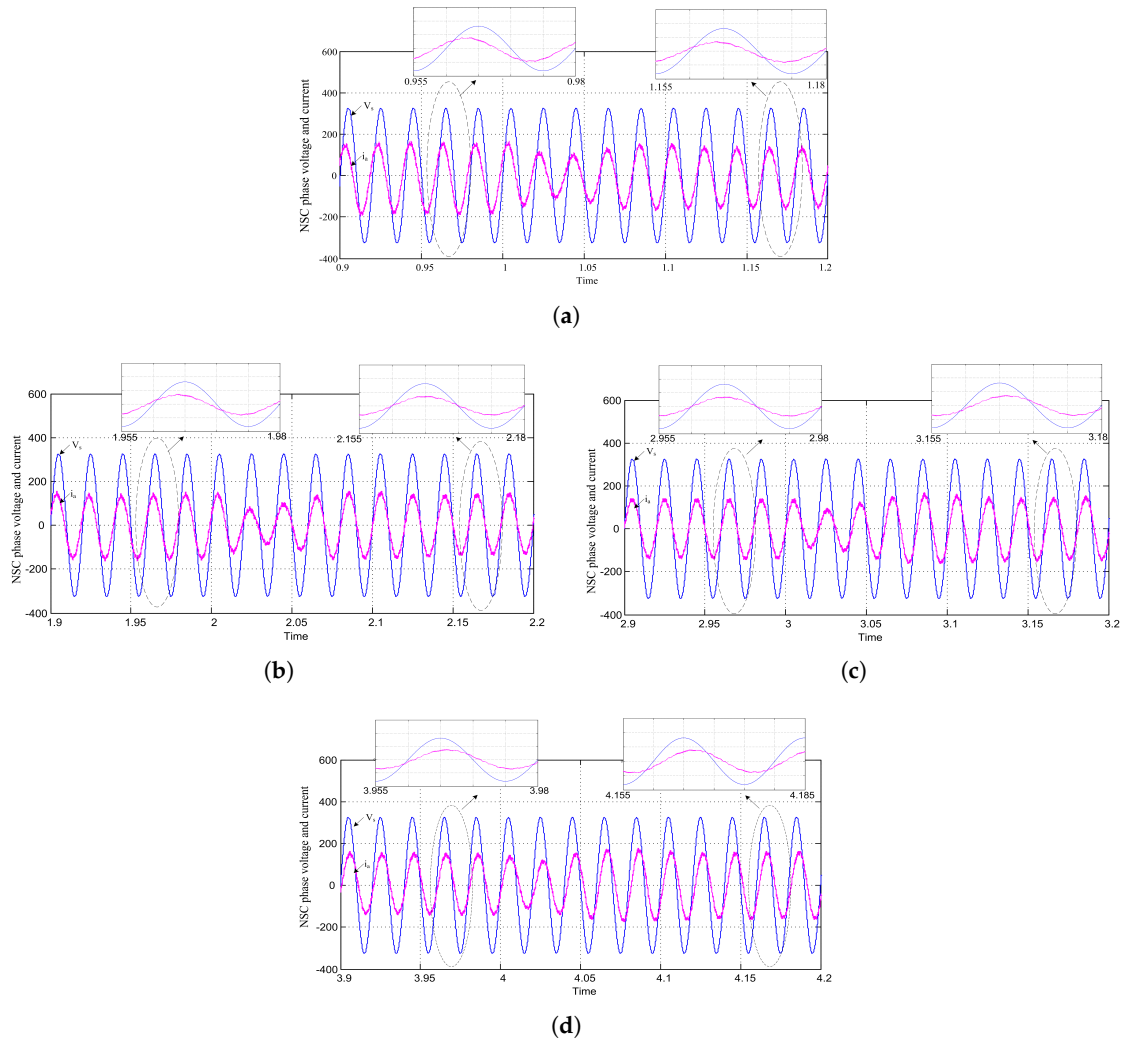 0.955 0.98
1.155 1.18
600
400
200
0
-200
-400
NSC phase voltage and current
Vs
ia
0.9 0.95 1 1.05 1.1 1.15 1.2
Time
(a)
1.955 1.98
2.155 2.18
600
400
200
0
-200
-400
NSC phase voltage and current
Vs
ia
1.9 1.95 2 2.05 2.1 2.15 2.2
Time
(b)
2.955 2.98
3.155 3.18
600
400
200
0
-200
-400
NSC phase voltage and current
Vs
ia
2.9 2.95 3 3.05 3.1 3.15 3.2
Time
(c)
3.955 3.98
4.155 4.185
600
400
200
0
-200
-400
NSC phase voltage and current
Vs
ia
3.9 3.95 4 4.05 4.1 4.15 4.2
Time
(d)